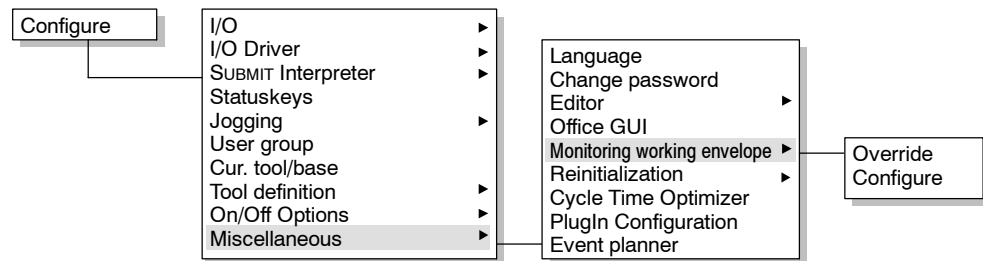 Configure
I/O
I/O Driver
SUBMIT Interpreter
Statuskeys
Jogging
User group
Cur. tool/base
Tool definition
On/Off Options
Miscellaneous
Language
Change password
Editor
Office GUI
Monitoring working envelope
Reinitialization
Cycle Time Optimizer
PlugIn Configuration
Event planner
Override
Configure